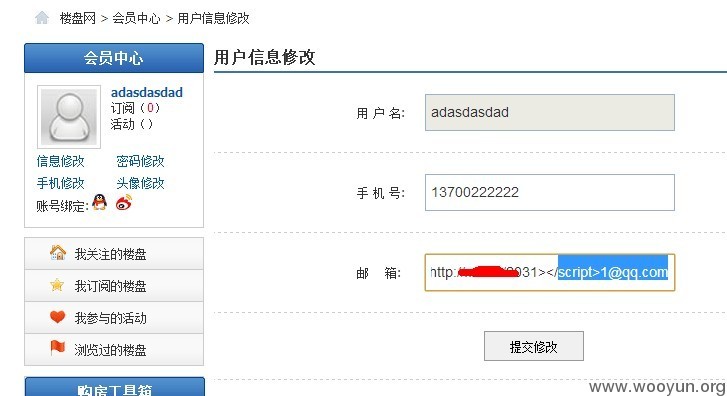 楼盘网 > 会员中心 > 用户信息修改
会员中心
adasdasdad
订阅（0）
活动（）
信息修改 密码修改
手机修改 头像修改
账号绑定:
我关注的楼盘
我订阅的楼盘
我参与的活动
浏览过的楼盘
购房工具箱
用户信息修改
用 户 名: adasdasdad
手 机 号: 13700222222
邮 箱: http:/ 2031></script>1@qq.com
提交修改
www.wooyun.org